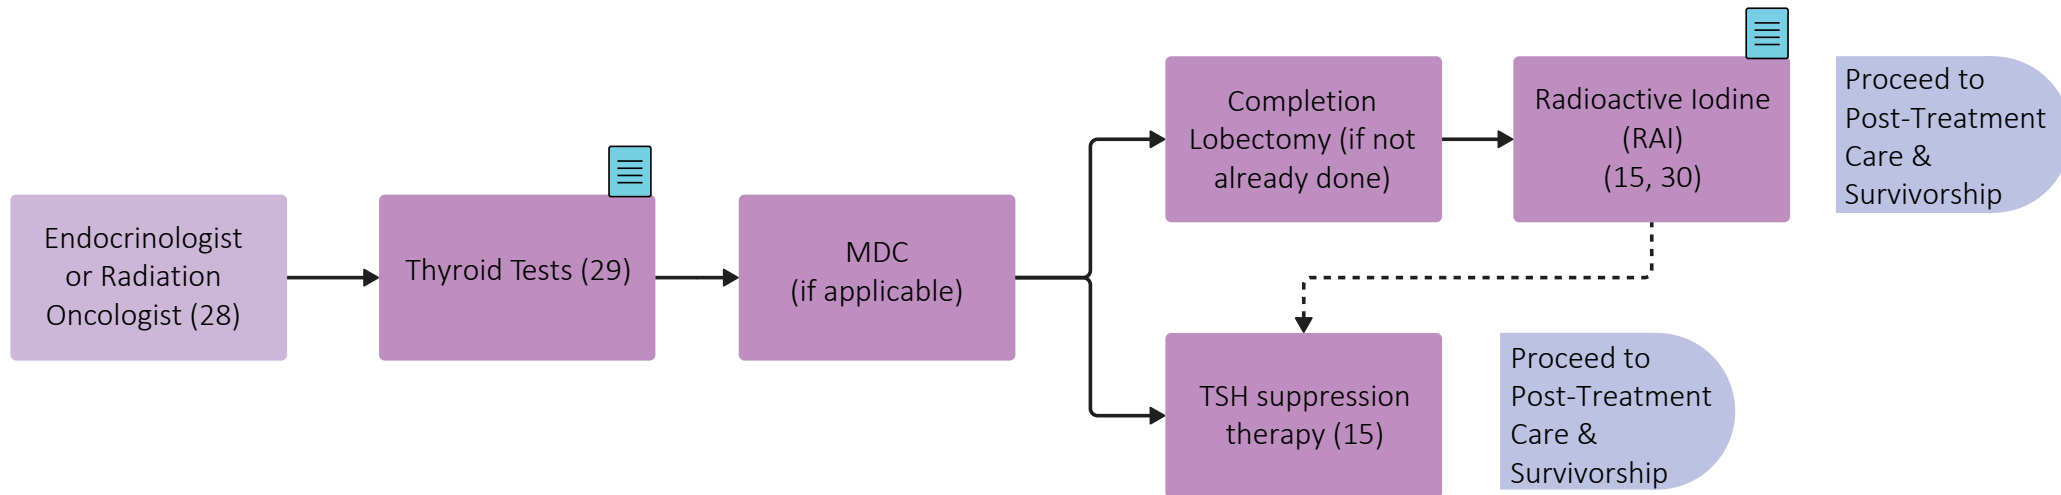 Endocrinologist
or Radiation
Oncologist (28)
Thyroid Tests (29)
MDC
(if applicable)
Completion
Lobectomy (if not
already done)
Radioactive Iodine
(RAI)
(15, 30)
Proceed to
Post-Treatment
Care &
Survivorship
TSH suppression
therapy (15)
Proceed to
Post-Treatment
Care &
Survivorship